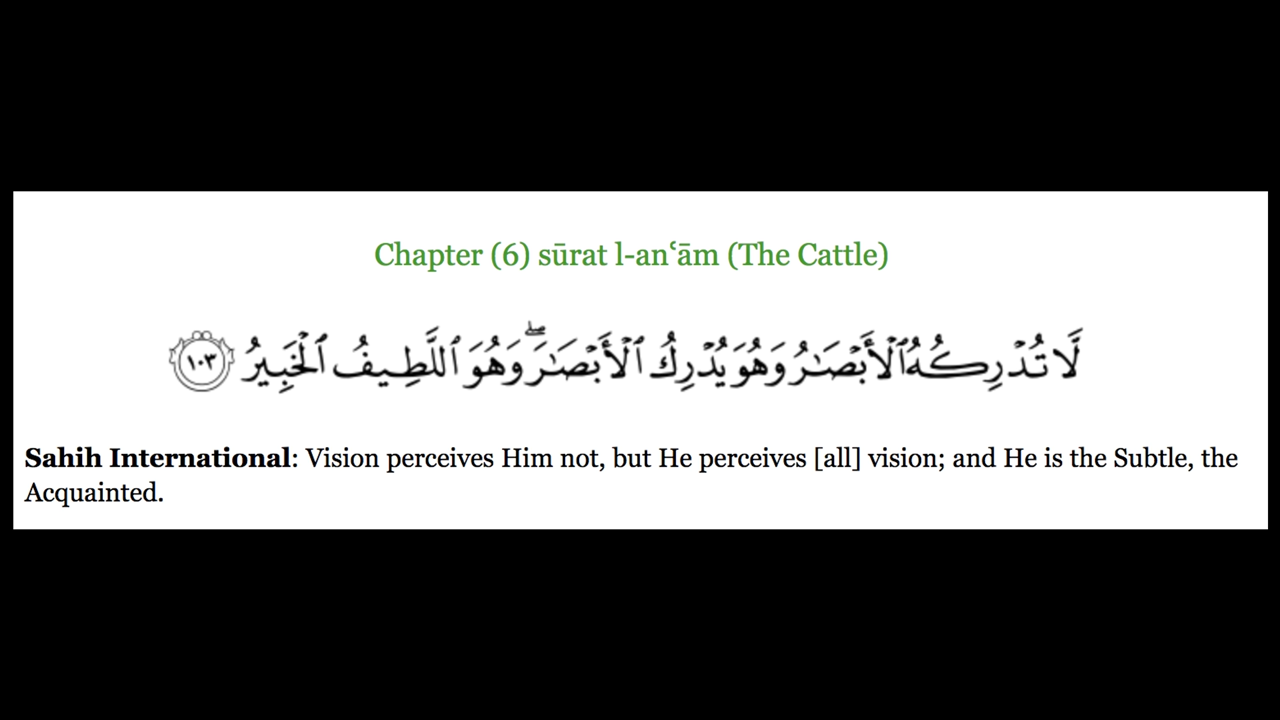 Chapter (6) sūrat l-anʿām (The Cattle)
لَّا تُدْرِكُهُ ٱلْأَبْصَـٰرُ وَهُوَ يُدْرِكُ ٱلْأَبْصَـٰرَ ۖ وَهُوَ ٱللَّطِيفُ ٱلْخَبِيرُ ١٠٣
Sahih International: Vision perceives Him not, but He perceives [all] vision; and He is the Subtle, the
Acquainted.